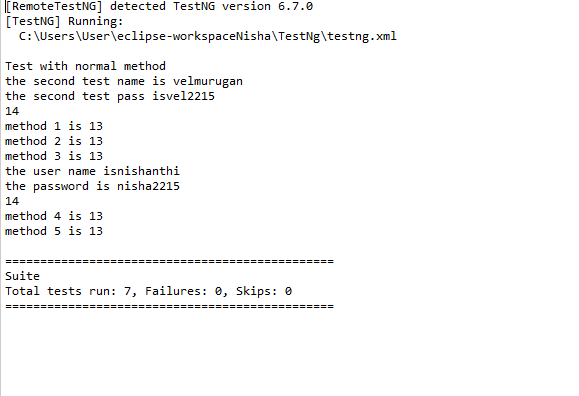 [RemoteTestNG] detected TestNG version 6.7.0
[TestNG] Running:
  C:\Users\User\eclipse-workspaceNisha\TestNg\testng.xml

Test with normal method
the second test name is velmurugan
the second test pass isvel2215
14
method 1 is 13
method 2 is 13
method 3 is 13
the user name isnishanthi
the password is nisha2215
14
method 4 is 13
method 5 is 13

===============================================
Suite
Total tests run: 7, Failures: 0, Skips: 0
===============================================